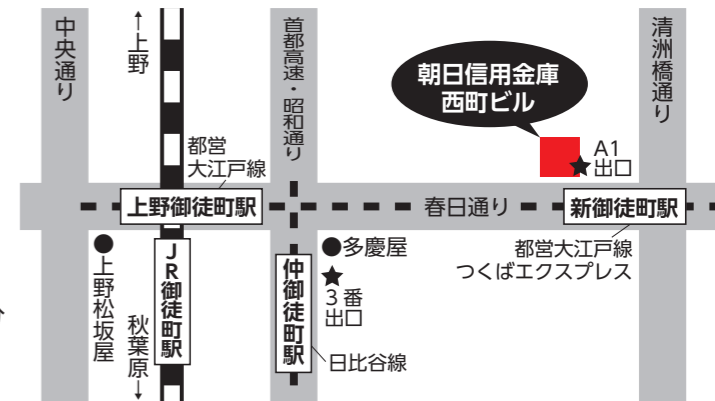 中央通り
←上野
首都高速・昭和通り
清洲橋通り
朝日信用金庫
西町ビル
都営
大江戸線
A1
出口
上野御徒町駅
春日通り
新御徒町駅
上野松坂屋
JR御徒町駅
仲御徒町駅
多慶屋
3番
出口
都営大江戸線
つくばエクスプレス
秋葉原→
日比谷線